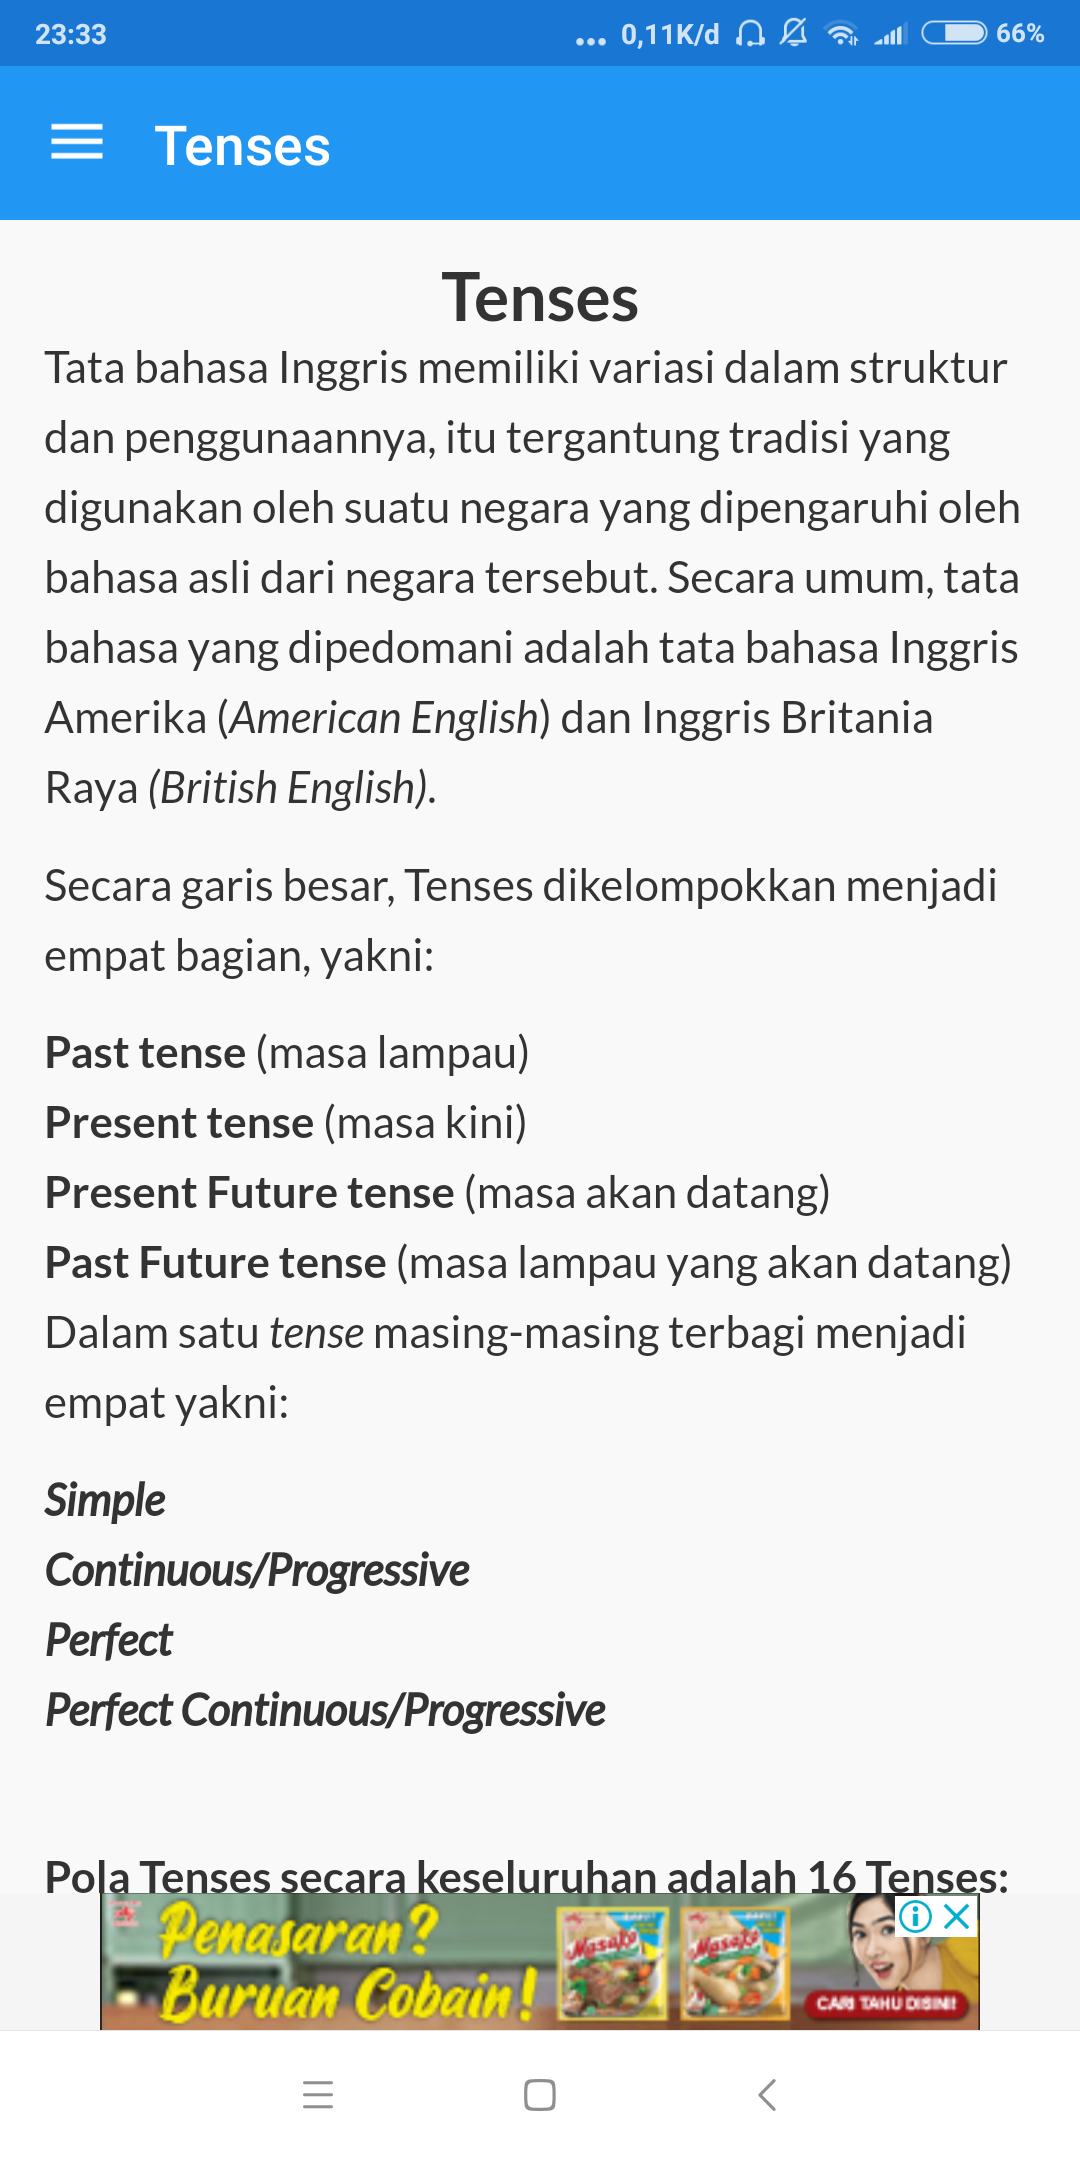 23:33
... 0,11K/d 66%
Tenses
Tenses
Tata bahasa Inggris memiliki variasi dalam struktur
dan penggunaannya, itu tergantung tradisi yang
digunakan oleh suatu negara yang dipengaruhi oleh
bahasa asli dari negara tersebut. Secara umum, tata
bahasa yang dipedomani adalah tata bahasa Inggris
Amerika (American English) dan Inggris Britania
Raya (British English).
Secara garis besar, Tenses dikelompokkan menjadi
empat bagian, yakni:
Past tense (masa lampau)
Present tense (masa kini)
Present Future tense (masa akan datang)
Past Future tense (masa lampau yang akan datang)
Dalam satu tense masing-masing terbagi menjadi
empat yakni:
Simple
Continuous/Progressive
Perfect
Perfect Continuous/Progressive
Pola Tenses secara keseluruhan adalah 16 Tenses:
Penasaran?
Buruan Cobain!
Masako
Masako
CARI TAHU DISINI!